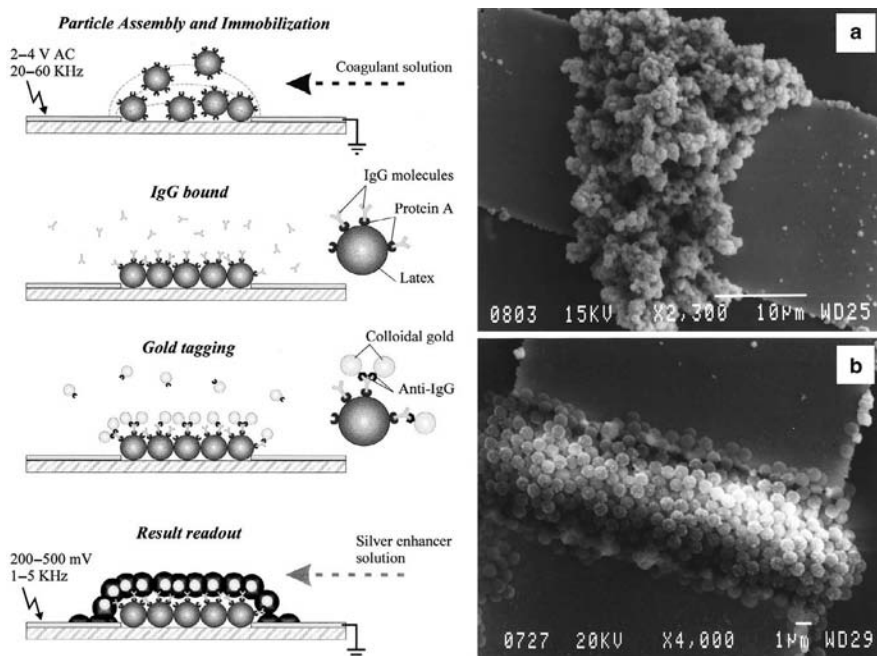 Particle Assembly and Immobilization
2–4 V AC
20–60 KHz
Coagulant solution
IgG bound
IgG molecules
Protein A
Latex
Gold tagging
Colloidal gold
Anti-IgG
Result readout
200–500 mV
1–5 KHz
Silver enhancer
solution
a
0803 15KV X2,300 10μm WD25
b
0727 20KV X4,000 1μm WD29